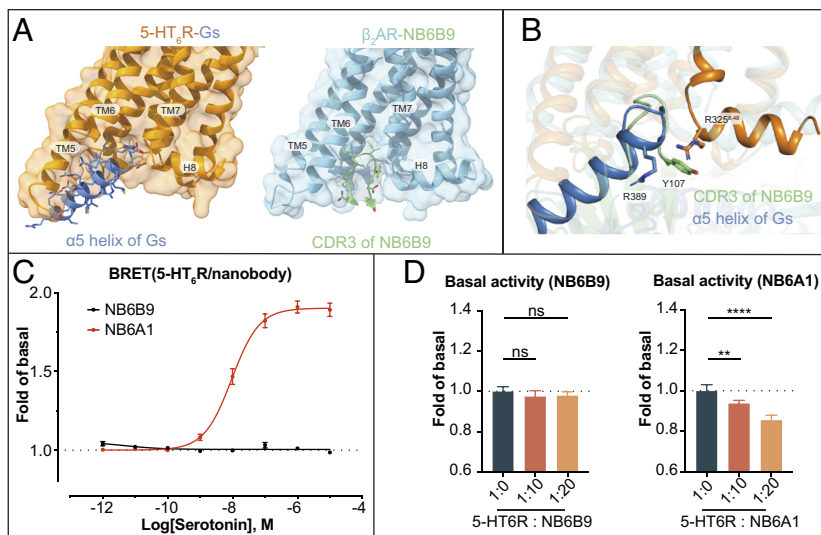 A
5-HT₆R-Gs
TM6
TM7
TM5
H8
α5 helix of Gs
β₂AR-NB6B9
TM7
TM6
TM5
H8
CDR3 of NB6B9
B
R325⁸·⁴⁸
Y107
R389
CDR3 of NB6B9
α5 helix of Gs
C
BRET(5-HT₆R/nanobody)
NB6B9
NB6A1
Fold of basal
2.0
1.5
1.0
-12 -10 -8 -6 -4
Log[Serotonin], M
D
Basal activity (NB6B9)
Fold of basal
1.4
1.2
1.0
0.8
0.6
ns
ns
1:0 1:10 1:20
5-HT6R : NB6B9
Basal activity (NB6A1)
Fold of basal
1.4
1.2
1.0
0.8
0.6
****
**
1:0 1:10 1:20
5-HT6R : NB6A1